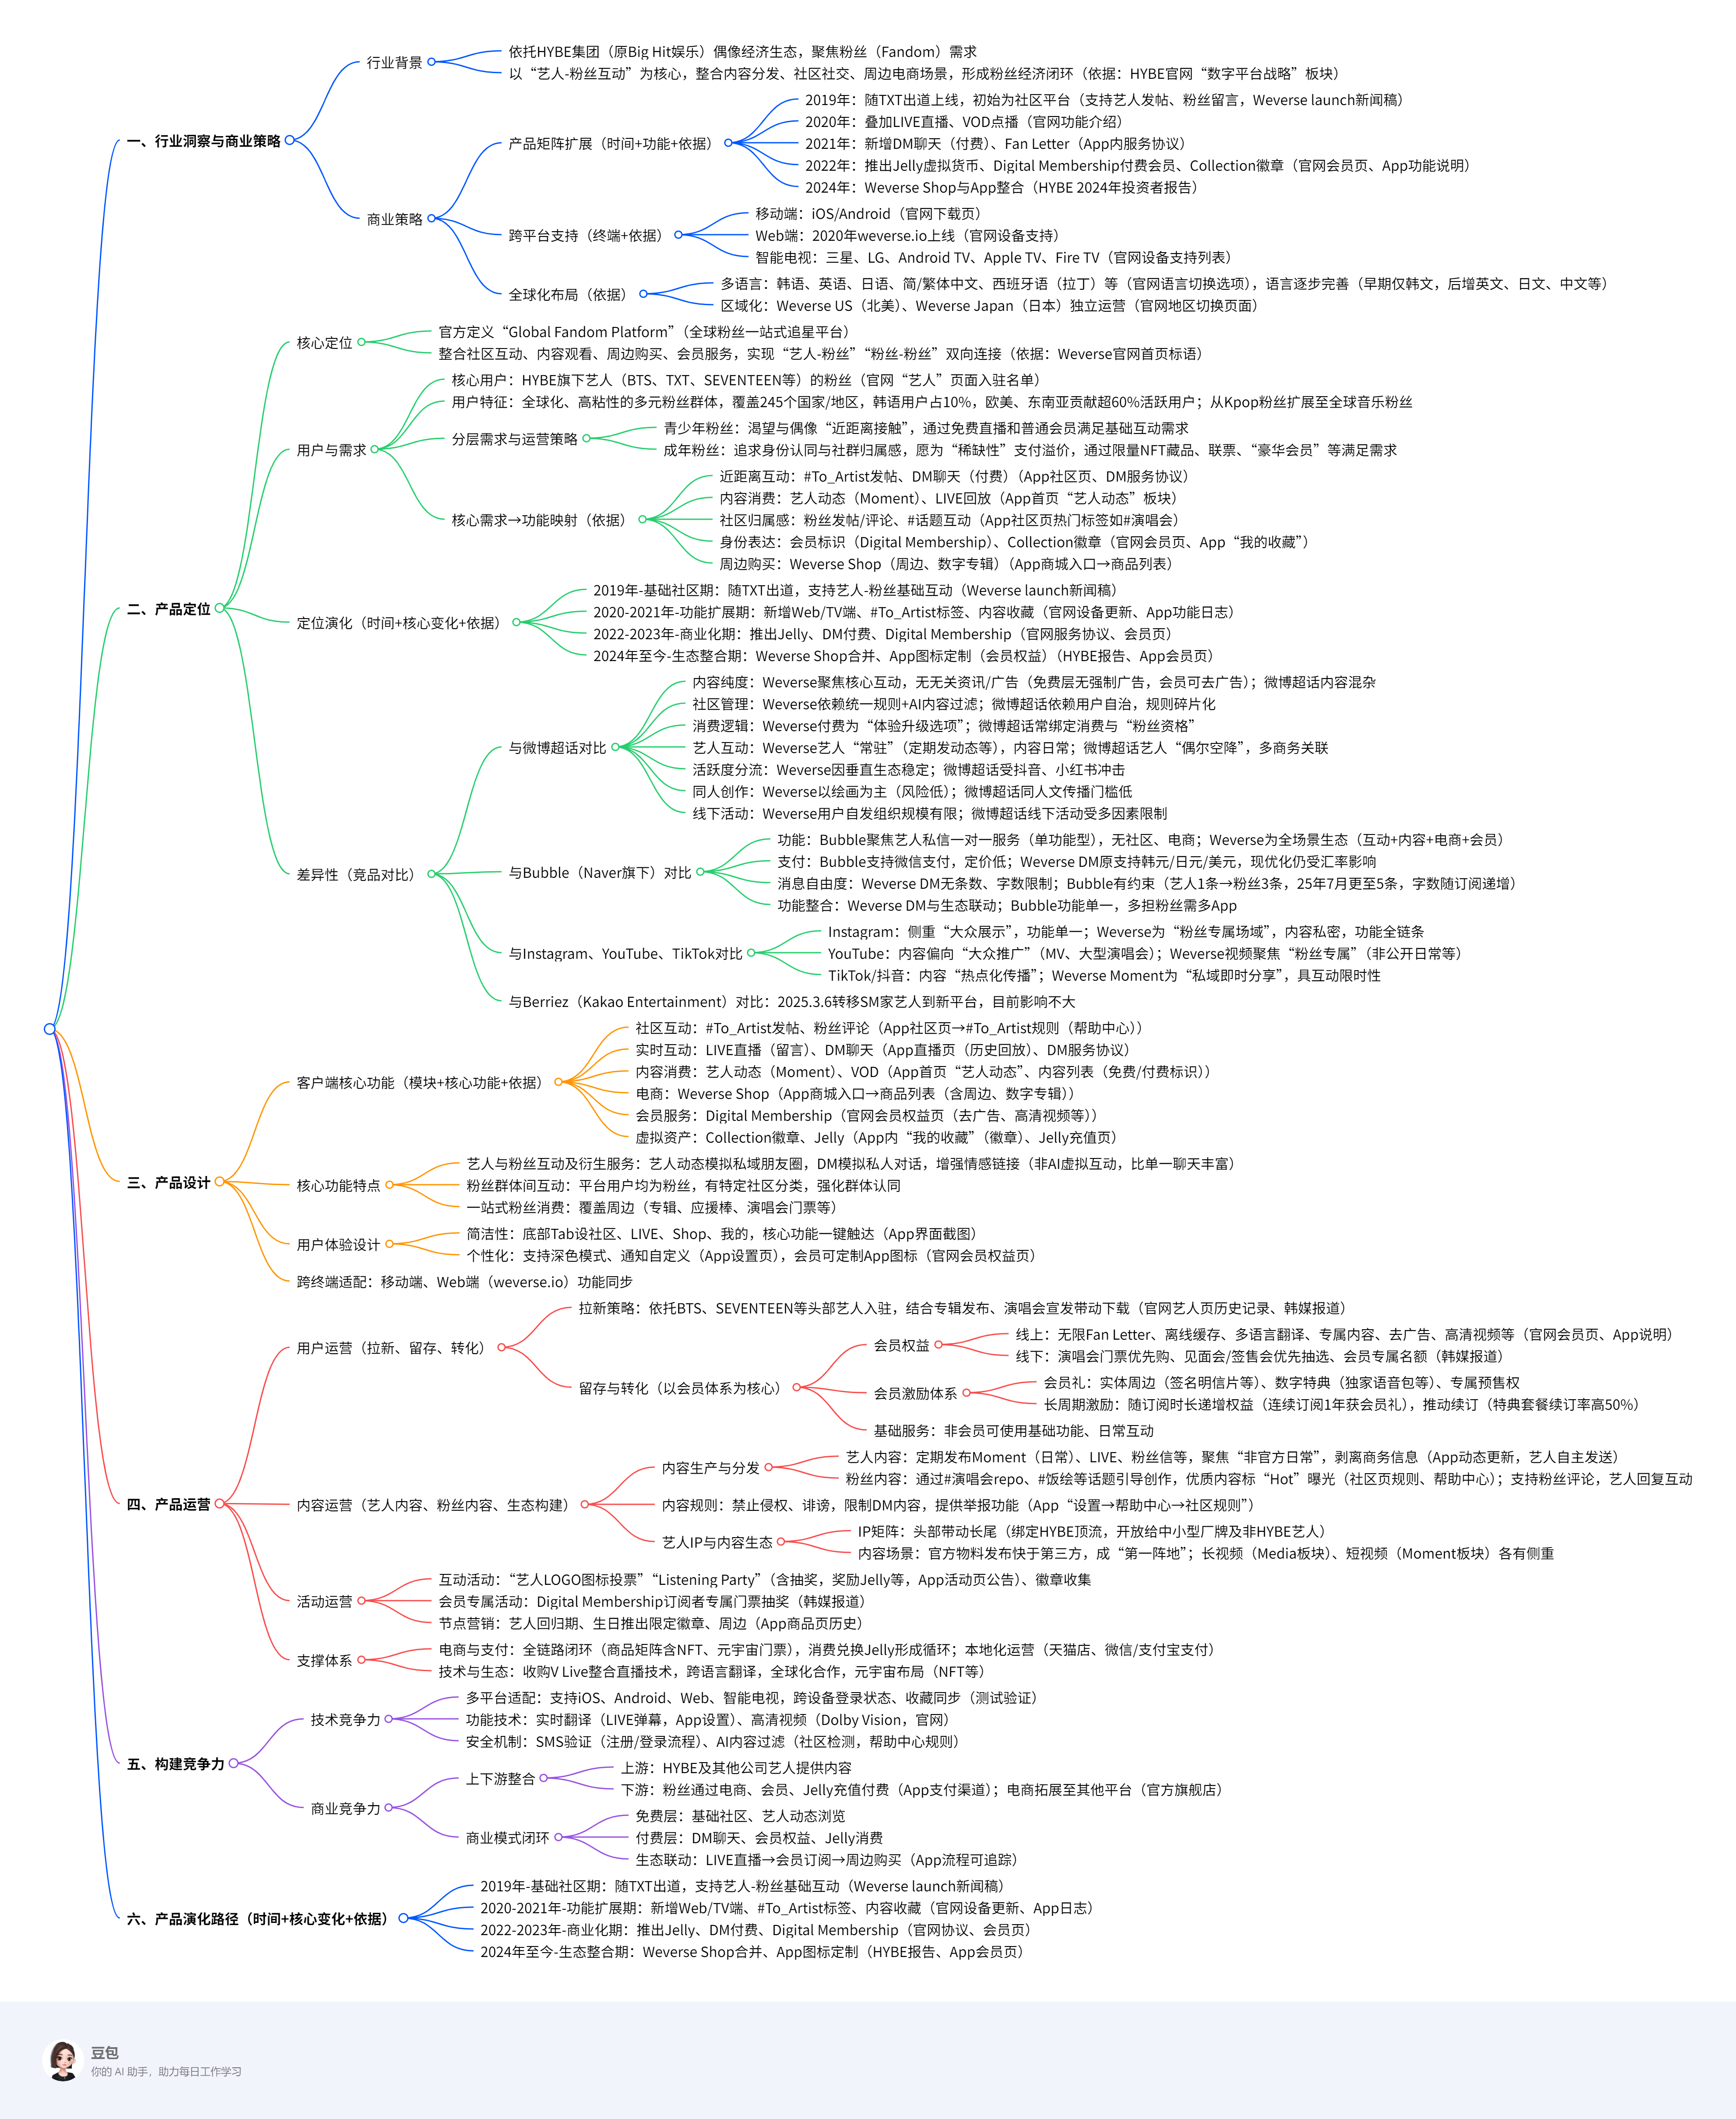 一、行业洞察与商业策略
行业背景
依托HYBE集团（原Big Hit娱乐）偶像经济生态，聚焦粉丝（Fandom）需求
以“艺人-粉丝互动”为核心，整合内容分发、社区社交、周边电商场景，形成粉丝经济闭环（依据：HYBE官网“数字平台战略”板块）
商业策略
产品矩阵扩展（时间+功能+依据）
2019年：随TXT出道上线，初始为社区平台（支持艺人发帖、粉丝留言，Weverse launch新闻稿）
2020年：叠加LIVE直播、VOD点播（官网功能介绍）
2021年：新增DM聊天（付费）、Fan Letter（App内服务协议）
2022年：推出Jelly虚拟货币、Digital Membership付费会员、Collection徽章（官网会员页、App功能说明）
2024年：Weverse Shop与App整合（HYBE 2024年投资者报告）
跨平台支持（终端+依据）
移动端：iOS/Android（官网下载页）
Web端：2020年weverse.io上线（官网设备支持）
智能电视：三星、LG、Android TV、Apple TV、Fire TV（官网设备支持列表）
全球化布局（依据）
多语言：韩语、英语、日语、简/繁体中文、西班牙语（拉丁）等（官网语言切换选项），语言逐步完善（早期仅韩文，后增英文、日文、中文等）
区域化：Weverse US（北美）、Weverse Japan（日本）独立运营（官网地区切换页面）
二、产品定位
核心定位
官方定义“Global Fandom Platform”（全球粉丝一站式追星平台）
整合社区互动、内容观看、周边购买、会员服务，实现“艺人-粉丝”“粉丝-粉丝”双向连接（依据：Weverse官网首页标语）
用户与需求
核心用户：HYBE旗下艺人（BTS、TXT、SEVENTEEN等）的粉丝（官网“艺人”页面入驻名单）
用户特征：全球化、高粘性的多元粉丝群体，覆盖245个国家/地区，韩语用户占10%，欧美、东南亚贡献超60%活跃用户；从Kpop粉丝扩展至全球音乐粉丝
分层需求与运营策略
青少年粉丝：渴望与偶像“近距离接触”，通过免费直播和普通会员满足基础互动需求
成年粉丝：追求身份认同与社群归属感，愿为“稀缺性”支付溢价，通过限量NFT藏品、联票、“豪华会员”等满足需求
核心需求→功能映射（依据）
近距离互动：#To_Artist发帖、DM聊天（付费）（App社区页、DM服务协议）
内容消费：艺人动态（Moment）、LIVE回放（App首页“艺人动态”板块）
社区归属感：粉丝发帖/评论、#话题互动（App社区页热门标签如#演唱会）
身份表达：会员标识（Digital Membership）、Collection徽章（官网会员页、App“我的收藏”）
周边购买：Weverse Shop（周边、数字专辑）（App商城入口→商品列表）
定位演化（时间+核心变化+依据）
2019年-基础社区期：随TXT出道，支持艺人-粉丝基础互动（Weverse launch新闻稿）
2020-2021年-功能扩展期：新增Web/TV端、#To_Artist标签、内容收藏（官网设备更新、App功能日志）
2022-2023年-商业化期：推出Jelly、DM付费、Digital Membership（官网服务协议、会员页）
2024年至今-生态整合期：Weverse Shop合并、App图标定制（会员权益）（HYBE报告、App会员页）
差异性（竞品对比）
与微博超话对比
内容纯度：Weverse聚焦核心互动，无无关资讯/广告（免费层无强制广告，会员可去广告）；微博超话内容混杂
社区管理：Weverse依赖统一规则+AI内容过滤；微博超话依赖用户自治，规则碎片化
消费逻辑：Weverse付费为“体验升级选项”；微博超话常绑定消费与“粉丝资格”
艺人互动：Weverse艺人“常驻”（定期发动态等），内容日常；微博超话艺人“偶尔空降”，多商务关联
活跃度分流：Weverse因垂直生态稳定；微博超话受抖音、小红书冲击
同人创作：Weverse以绘画为主（风险低）；微博超话同人文传播门槛低
线下活动：Weverse用户自发组织规模有限；微博超话线下活动受多因素限制
与Bubble（Naver旗下）对比
功能：Bubble聚焦艺人私信一对一服务（单功能型），无社区、电商；Weverse为全场景生态（互动+内容+电商+会员）
支付：Bubble支持微信支付，定价低；Weverse DM原支持韩元/日元/美元，现优化仍受汇率影响
消息自由度：Weverse DM无条数、字数限制；Bubble有约束（艺人1条→粉丝3条，25年7月更至5条，字数随订阅递增）
功能整合：Weverse DM与生态联动；Bubble功能单一，多担粉丝需多App
与Instagram、YouTube、TikTok对比
Instagram：侧重“大众展示”，功能单一；Weverse为“粉丝专属场域”，内容私密，功能全链条
YouTube：内容偏向“大众推广”（MV、大型演唱会）；Weverse视频聚焦“粉丝专属”（非公开日常等）
TikTok/抖音：内容“热点化传播”；Weverse Moment为“私域即时分享”，具互动限时性
与Berriez（Kakao Entertainment）对比：2025.3.6转移SM家艺人到新平台，目前影响不大
三、产品设计
客户端核心功能（模块+核心功能+依据）
社区互动：#To_Artist发帖、粉丝评论（App社区页→#To_Artist规则（帮助中心））
实时互动：LIVE直播（留言）、DM聊天（App直播页（历史回放）、DM服务协议）
内容消费：艺人动态（Moment）、VOD（App首页“艺人动态”、内容列表（免费/付费标识））
电商：Weverse Shop（App商城入口→商品列表（含周边、数字专辑））
会员服务：Digital Membership（官网会员权益页（去广告、高清视频等））
虚拟资产：Collection徽章、Jelly（App内“我的收藏”（徽章）、Jelly充值页）
核心功能特点
艺人与粉丝互动及衍生服务：艺人动态模拟私域朋友圈，DM模拟私人对话，增强情感链接（非AI虚拟互动，比单一聊天丰富）
粉丝群体间互动：平台用户均为粉丝，有特定社区分类，强化群体认同
一站式粉丝消费：覆盖周边（专辑、应援棒、演唱会门票等）
用户体验设计
简洁性：底部Tab设社区、LIVE、Shop、我的，核心功能一键触达（App界面截图）
个性化：支持深色模式、通知自定义（App设置页），会员可定制App图标（官网会员权益页）
跨终端适配：移动端、Web端（weverse.io）功能同步
四、产品运营
用户运营（拉新、留存、转化）
拉新策略：依托BTS、SEVENTEEN等头部艺人入驻，结合专辑发布、演唱会宣发带动下载（官网艺人页历史记录、韩媒报道）
留存与转化（以会员体系为核心）
会员权益
线上：无限Fan Letter、离线缓存、多语言翻译、专属内容、去广告、高清视频等（官网会员页、App说明）
线下：演唱会门票优先购、见面会/签售会优先抽选、会员专属名额（韩媒报道）
会员激励体系
会员礼：实体周边（签名明信片等）、数字特典（独家语音包等）、专属预售权
长周期激励：随订阅时长递增权益（连续订阅1年获会员礼），推动续订（特典套餐续订率高50%）
基础服务：非会员可使用基础功能、日常互动
内容运营（艺人内容、粉丝内容、生态构建）
内容生产与分发
艺人内容：定期发布Moment（日常）、LIVE、粉丝信等，聚焦“非官方日常”，剥离商务信息（App动态更新，艺人自主发送）
粉丝内容：通过#演唱会repo、#饭绘等话题引导创作，优质内容标“Hot”曝光（社区页规则、帮助中心）；支持粉丝评论，艺人回复互动
内容规则：禁止侵权、诽谤，限制DM内容，提供举报功能（App“设置→帮助中心→社区规则”）
艺人IP与内容生态
IP矩阵：头部带动长尾（绑定HYBE顶流，开放给中小型厂牌及非HYBE艺人）
内容场景：官方物料发布快于第三方，成“第一阵地”；长视频（Media板块）、短视频（Moment板块）各有侧重
活动运营
互动活动：“艺人LOGO图标投票”“Listening Party”（含抽奖，奖励Jelly等，App活动页公告）、徽章收集
会员专属活动：Digital Membership订阅者专属门票抽奖（韩媒报道）
节点营销：艺人回归期、生日推出限定徽章、周边（App商品页历史）
支撑体系
电商与支付：全链路闭环（商品矩阵含NFT、元宇宙门票），消费兑换Jelly形成循环；本地化运营（天猫店、微信/支付宝支付）
技术与生态：收购V Live整合直播技术，跨语言翻译，全球化合作，元宇宙布局（NFT等）
五、构建竞争力
技术竞争力
多平台适配：支持iOS、Android、Web、智能电视，跨设备登录状态、收藏同步（测试验证）
功能技术：实时翻译（LIVE弹幕，App设置）、高清视频（Dolby Vision，官网）
安全机制：SMS验证（注册/登录流程）、AI内容过滤（社区检测，帮助中心规则）
商业竞争力
上下游整合
上游：HYBE及其他公司艺人提供内容
下游：粉丝通过电商、会员、Jelly充值付费（App支付渠道）；电商拓展至其他平台（官方旗舰店）
商业模式闭环
免费层：基础社区、艺人动态浏览
付费层：DM聊天、会员权益、Jelly消费
生态联动：LIVE直播→会员订阅→周边购买（App流程可追踪）
六、产品演化路径（时间+核心变化+依据）
2019年-基础社区期：随TXT出道，支持艺人-粉丝基础互动（Weverse launch新闻稿）
2020-2021年-功能扩展期：新增Web/TV端、#To_Artist标签、内容收藏（官网设备更新、App日志）
2022-2023年-商业化期：推出Jelly、DM付费、Digital Membership（官网协议、会员页）
2024年至今-生态整合期：Weverse Shop合并、App图标定制（HYBE报告、App会员页）
豆包
你的 AI 助手，助力每日工作学习